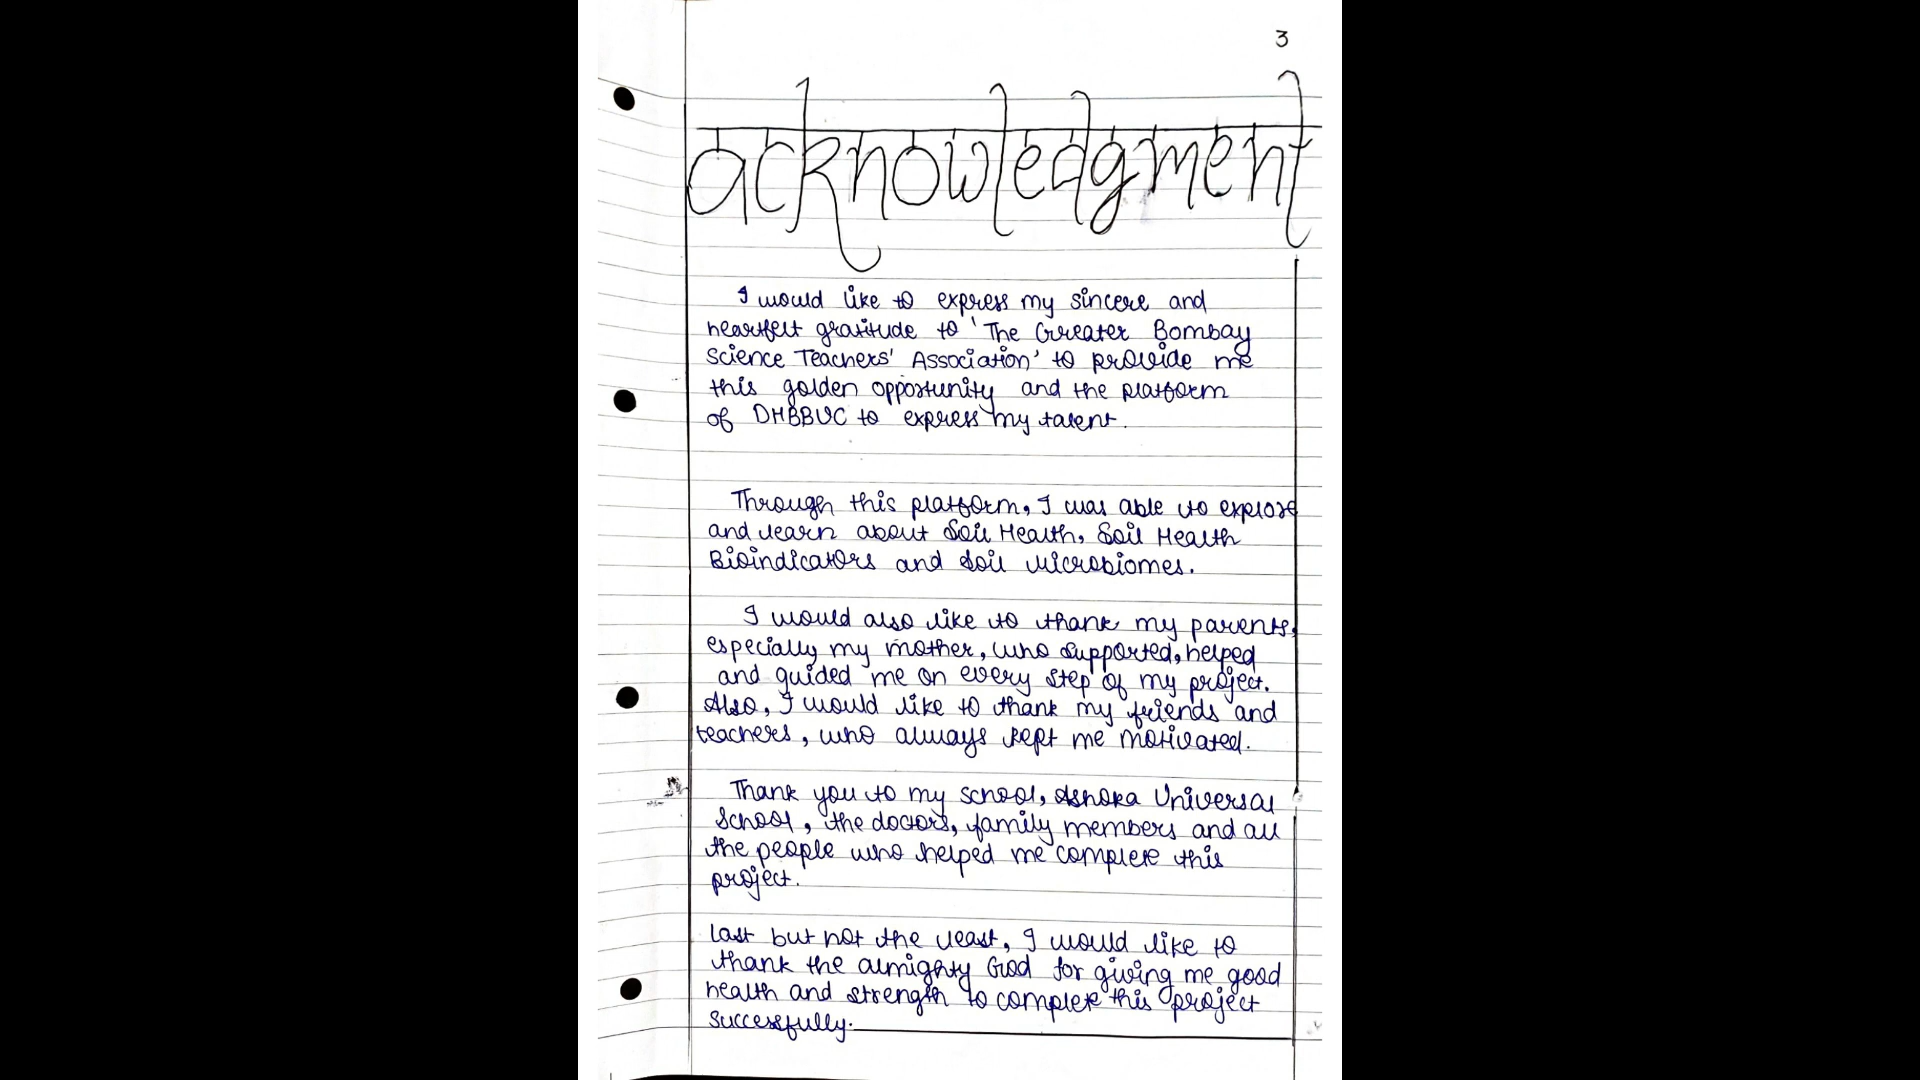 3
acknowledgment
I would like to express my sincere and
heartfelt gratitude to 'The Greater Bombay
Science Teachers' Association' to provide me
this golden opportunity and the platform
of DHBBVC to express my talent.
Through this platform, I was able to explore
and learn about Soil Health, Soil Health
Bioindicators and Soil Microbiomes.
I would also like to thank my parents,
especially my mother, who supported, helped
and guided me on every step of my project.
Also, I would like to thank my friends and
teachers, who always kept me motivated.
Thank you to my school, Ashoka Universal
School, the doctors, family members and all
the people who helped me complete this
project.
Last but not the least, I would like to
thank the almighty God for giving me good
health and strength to complete this project
successfully.